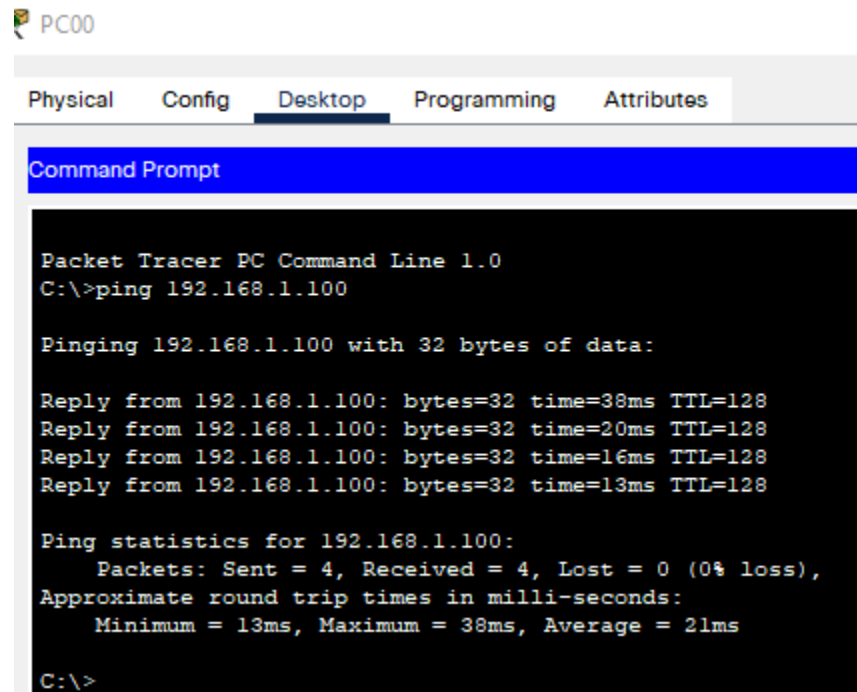 PC00
Physical Config Desktop Programming Attributes
Command Prompt
Packet Tracer PC Command Line 1.0
C:\>ping 192.168.1.100
Pinging 192.168.1.100 with 32 bytes of data:
Reply from 192.168.1.100: bytes=32 time=38ms TTL=128
Reply from 192.168.1.100: bytes=32 time=20ms TTL=128
Reply from 192.168.1.100: bytes=32 time=16ms TTL=128
Reply from 192.168.1.100: bytes=32 time=13ms TTL=128
Ping statistics for 192.168.1.100:
Packets: Sent = 4, Received = 4, Lost = 0 (0% loss),
Approximate round trip times in milli-seconds:
Minimum = 13ms, Maximum = 38ms, Average = 21ms
C:\>